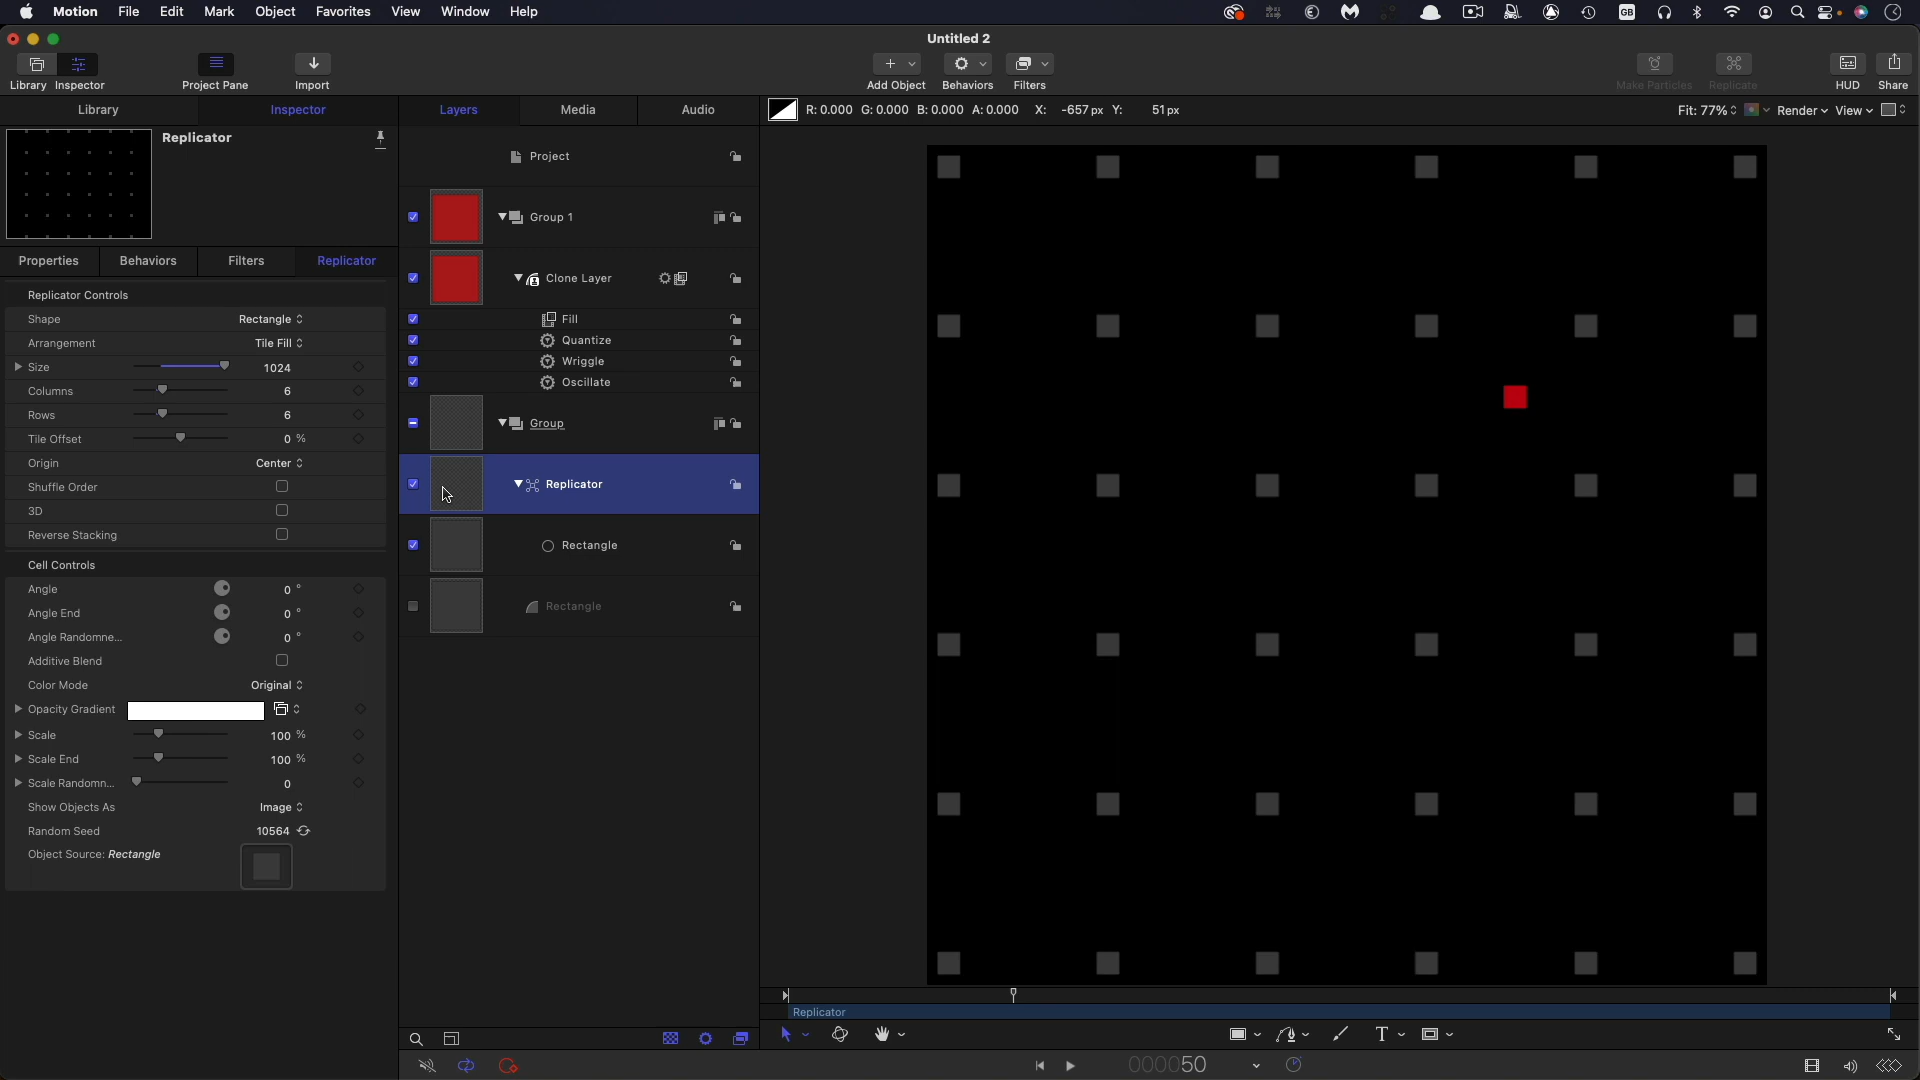 Motion File Edit Mark Object Favorites View Window Help
GB
Untitled 2
Library Inspector Project Pane Import Add Object Behaviors Filters Make Particles Replicate HUD Share
Library Inspector Layers Media Audio
R: 0.000 G: 0.000 B: 0.000 A: 0.000 X: -657 px Y: 51 px
Fit: 77% Render View
Replicator
Properties Behaviors Filters Replicator
Replicator Controls
Shape Rectangle
Arrangement Tile Fill
Size 1024
Columns 6
Rows 6
Tile Offset 0 %
Origin Center
Shuffle Order
3D
Reverse Stacking
Cell Controls
Angle 0 °
Angle End 0 °
Angle Randomne... 0 °
Additive Blend
Color Mode Original
Opacity Gradient
Scale 100 %
Scale End 100 %
Scale Randomn... 0
Show Objects As Image
Random Seed 10564
Object Source: Rectangle
Project
Group 1
Clone Layer
Fill
Quantize
Wriggle
Oscillate
Group
Replicator
Rectangle
Rectangle
Replicator
T
000050